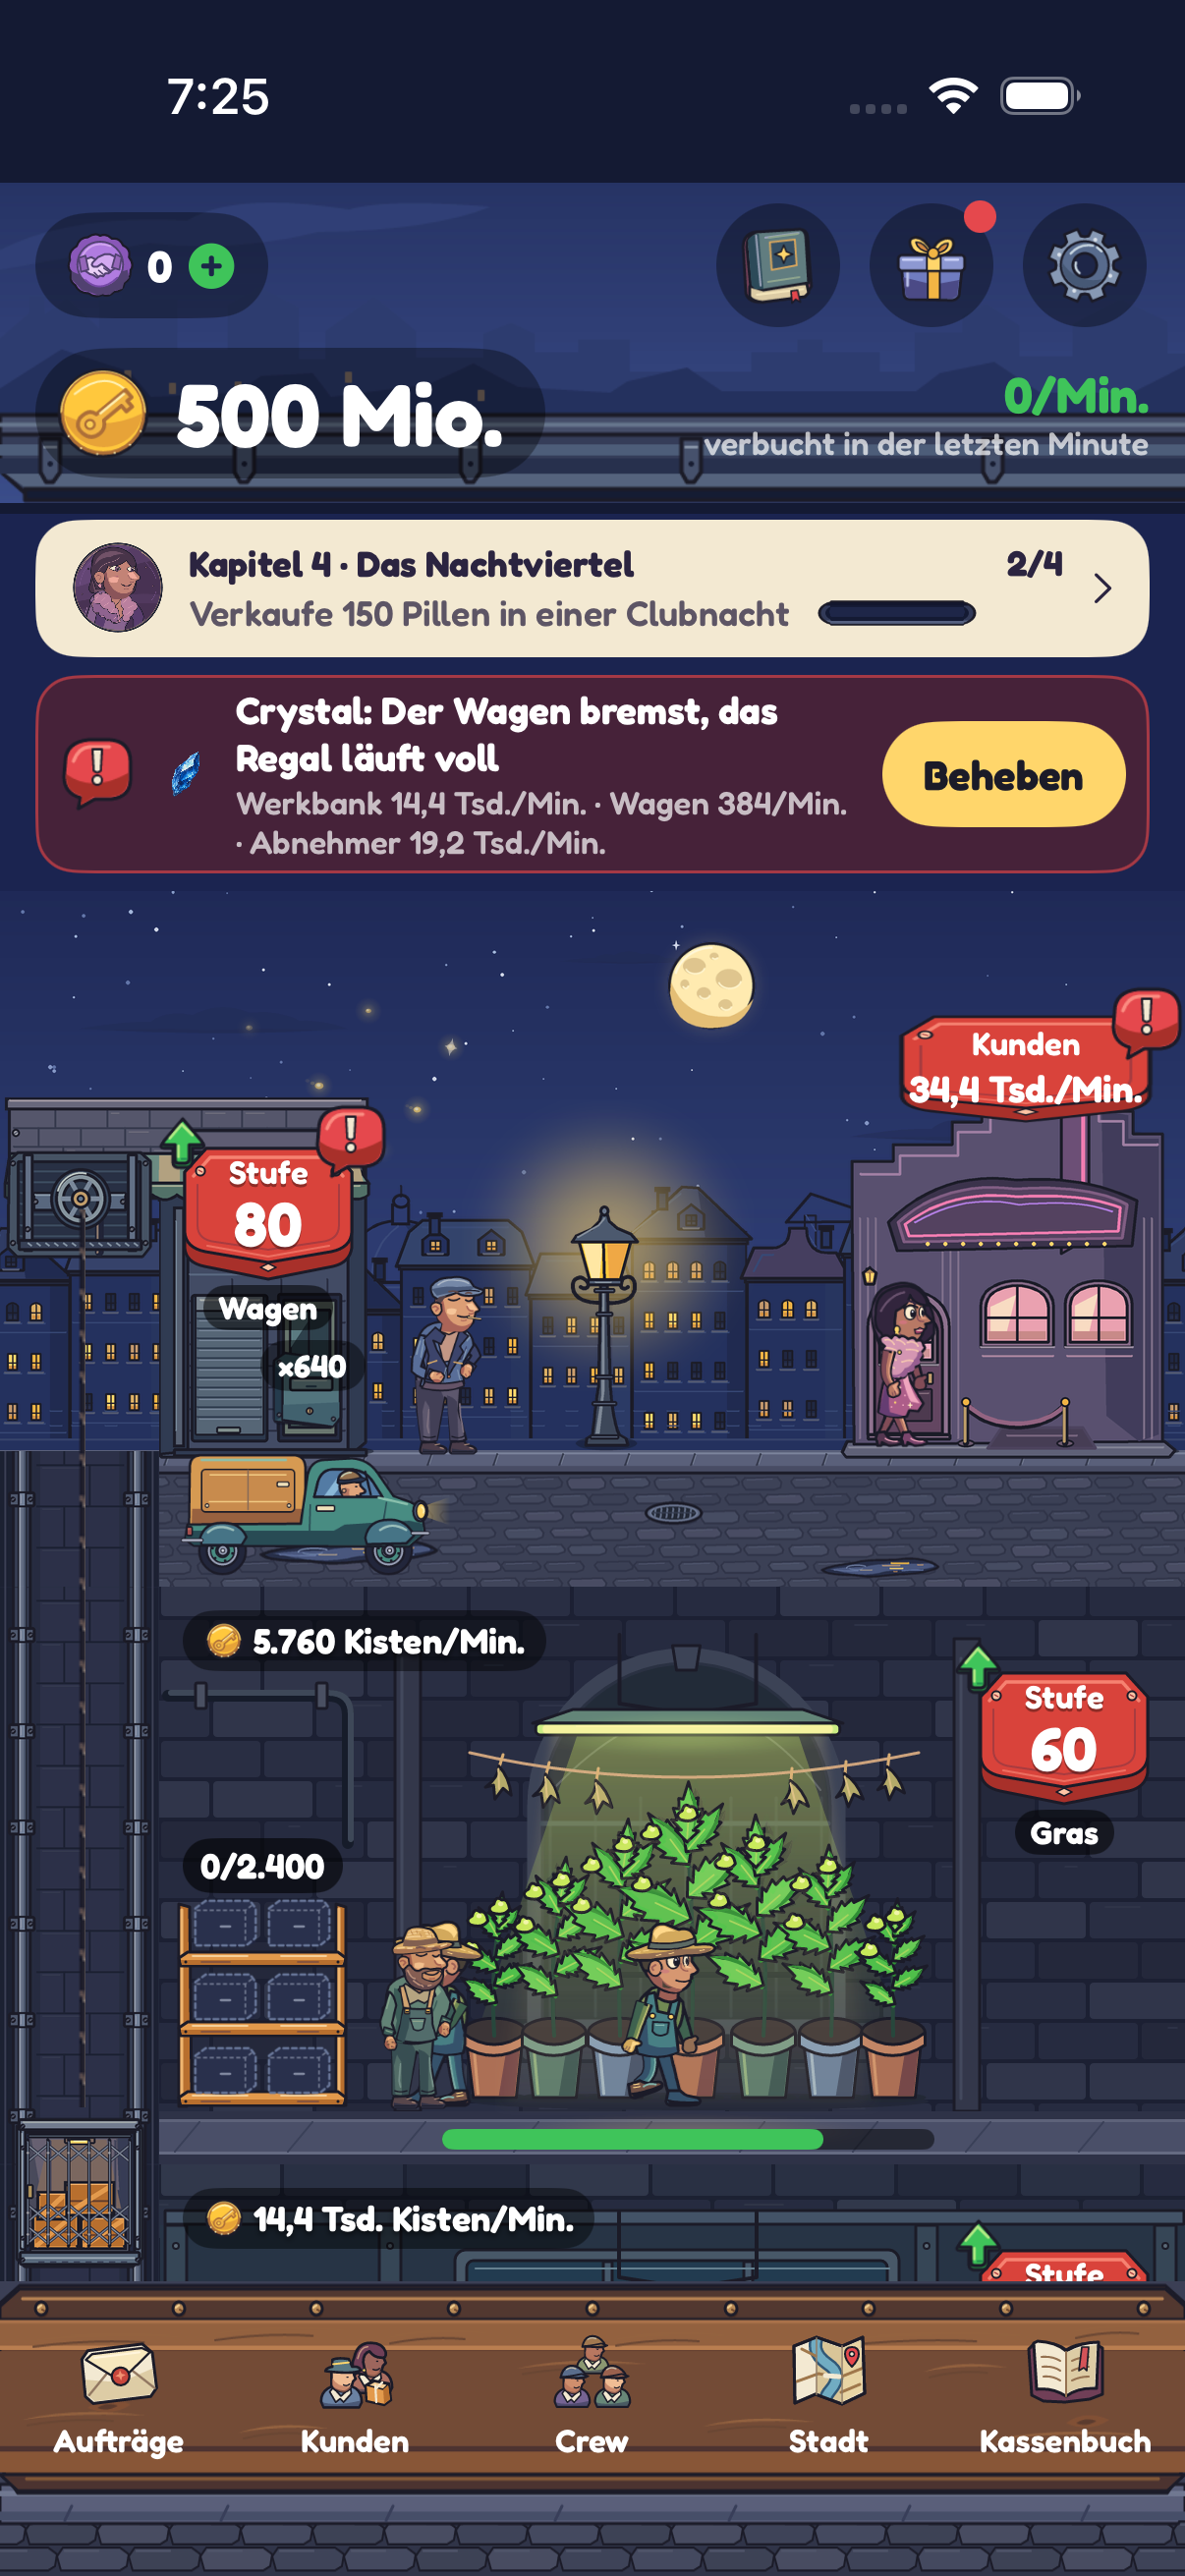 7:25
0
500 Mio.
0/Min.
verbucht in der letzten Minute
Kapitel 4 · Das Nachtviertel
2/4
Verkaufe 150 Pillen in einer Clubnacht
Crystal: Der Wagen bremst, das
Regal läuft voll
Werkbank 14,4 Tsd./Min. · Wagen 384/Min.
· Abnehmer 19,2 Tsd./Min.
Beheben
Kunden
34,4 Tsd./Min.
Stufe
80
Wagen
×640
5.760 Kisten/Min.
Stufe
60
Gras
0/2.400
14,4 Tsd. Kisten/Min.
Stufe
Aufträge
Kunden
Crew
Stadt
Kassenbuch